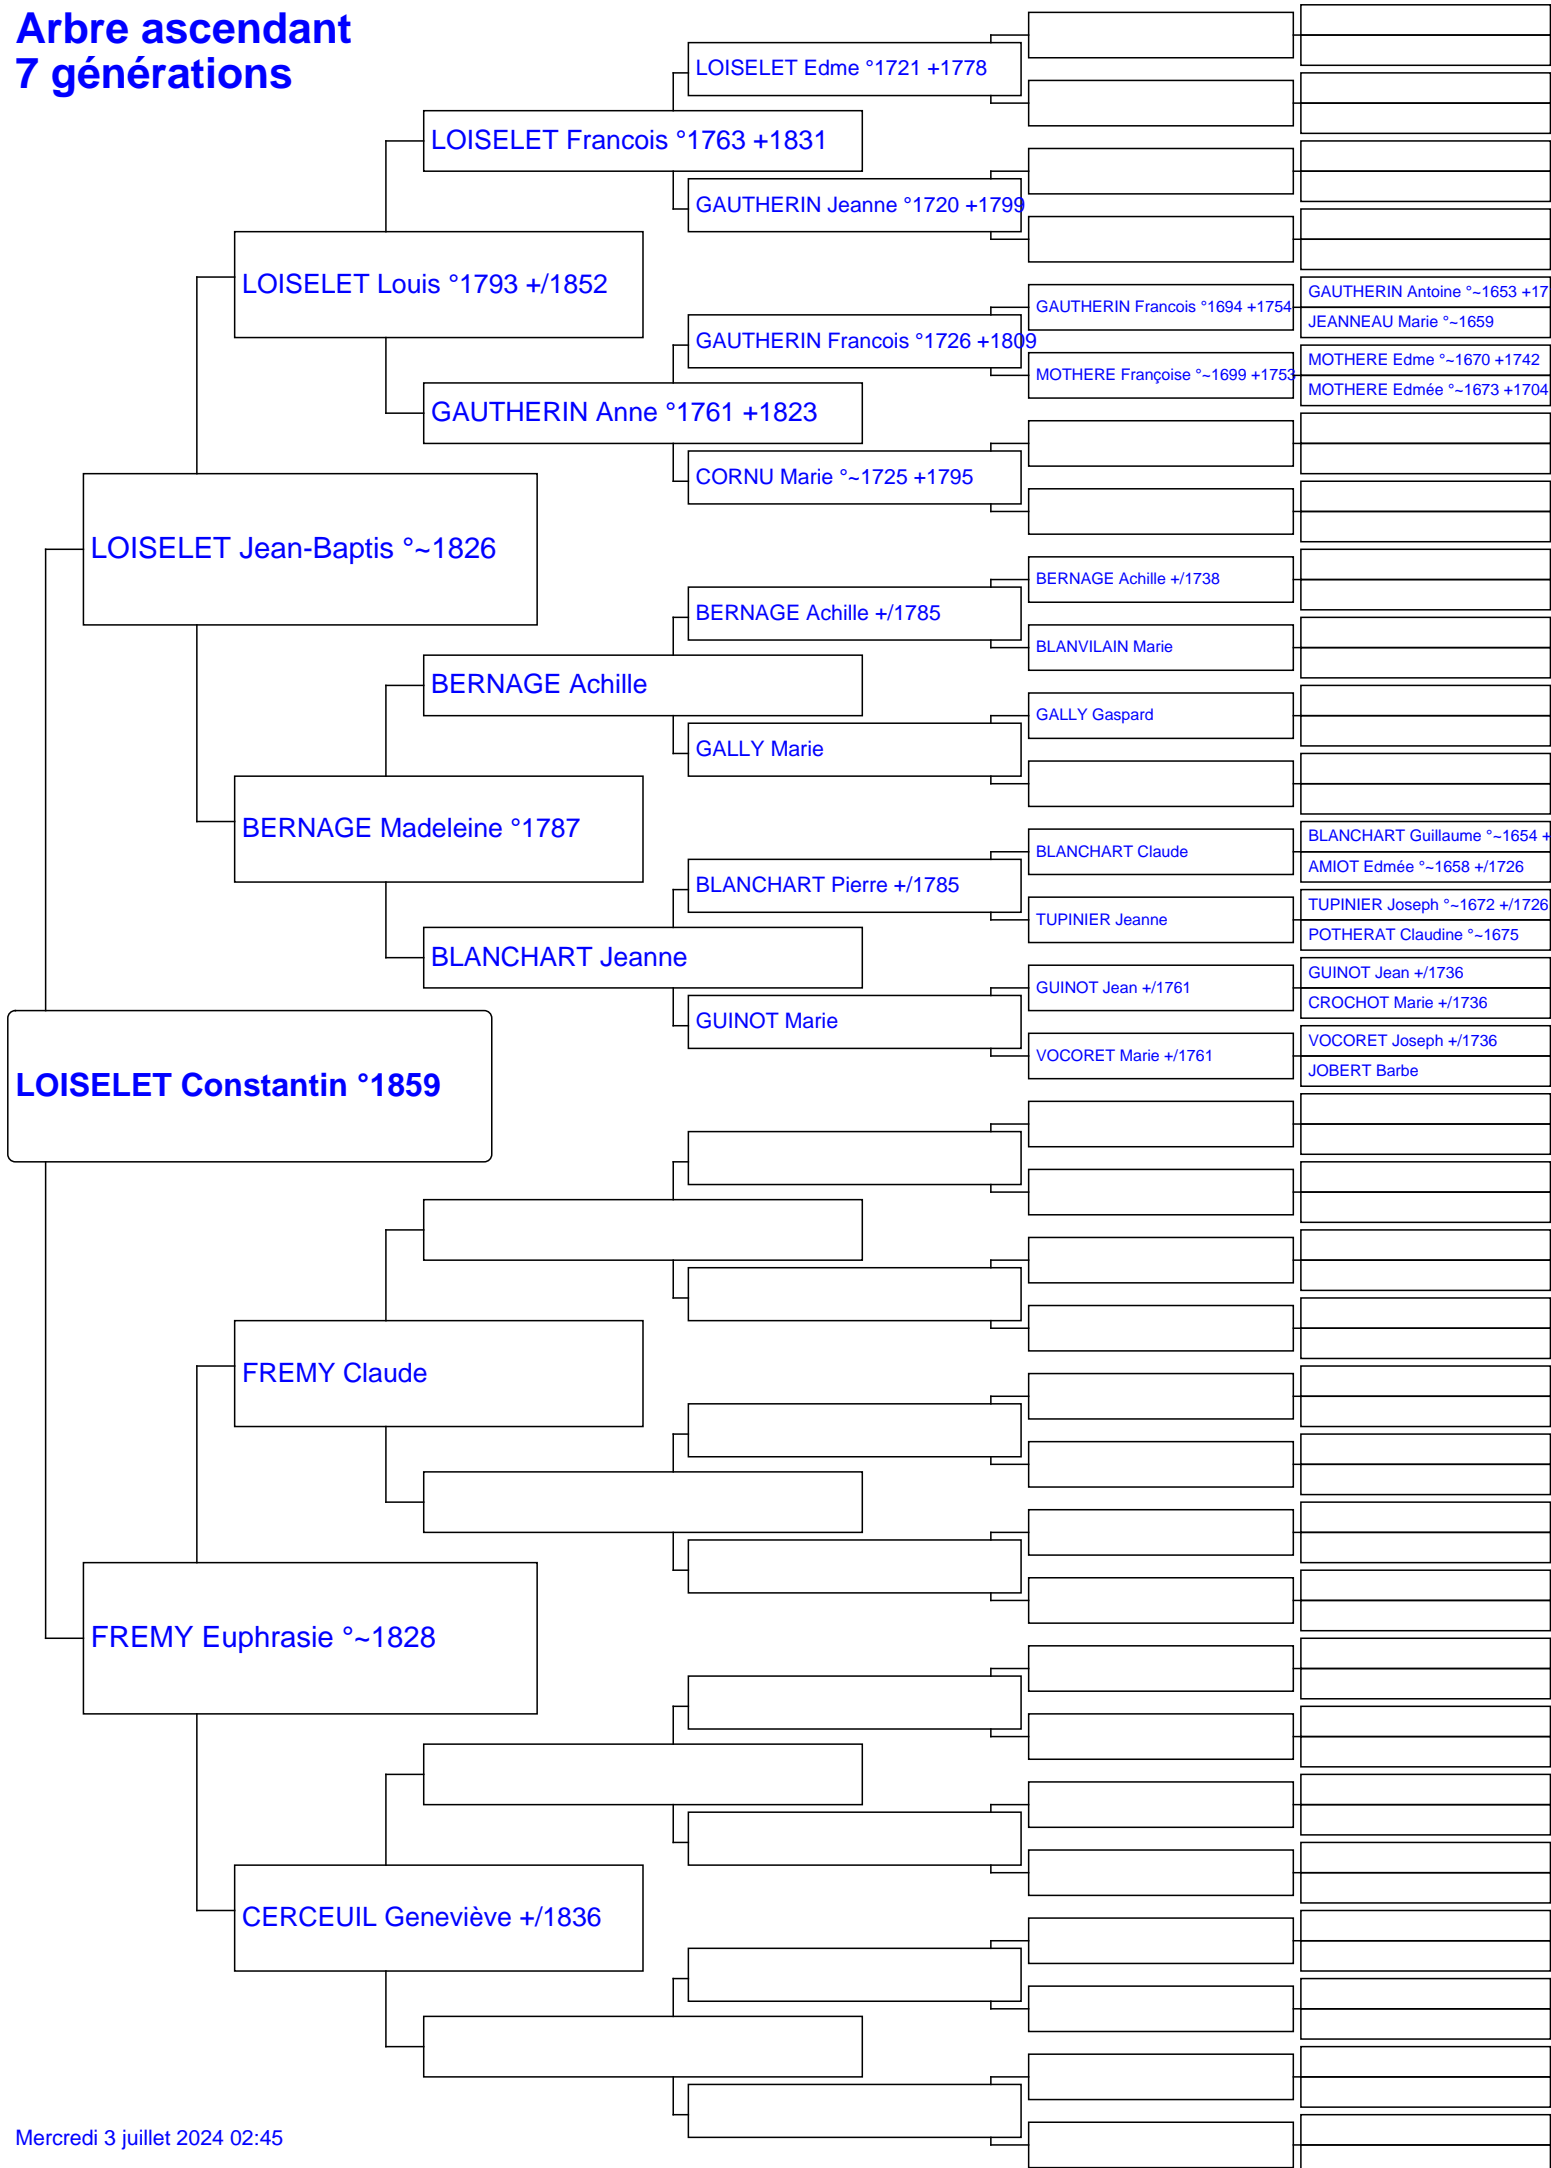 Arbre ascendant
7 générations
LOISELET Edme °1721 +1778
LOISELET Francois °1763 +1831
GAUTHERIN Jeanne °1720 +1799
LOISELET Louis °1793 +/1852
GAUTHERIN Antoine °~1653 +17
GAUTHERIN Francois °1694 +1754
JEANNEAU Marie °~1659
GAUTHERIN Francois °1726 +1809
MOTHERE Edme °~1670 +1742
MOTHERE Françoise °~1699 +1753
MOTHERE Edmée °~1673 +1704
GAUTHERIN Anne °1761 +1823
CORNU Marie °~1725 +1795
LOISELET Jean-Baptis °~1826
BERNAGE Achille +/1738
BERNAGE Achille +/1785
BLANVILAIN Marie
BERNAGE Achille
GALLY Gaspard
GALLY Marie
BERNAGE Madeleine °1787
BLANCHART Guillaume °~1654 +
BLANCHART Claude
AMIOT Edmée °~1658 +/1726
BLANCHART Pierre +/1785
TUPINIER Joseph °~1672 +/1726
TUPINIER Jeanne
POTHERAT Claudine °~1675
BLANCHART Jeanne
GUINOT Jean +/1736
GUINOT Jean +/1761
CROCHOT Marie +/1736
GUINOT Marie
VOCORET Joseph +/1736
VOCORET Marie +/1761
JOBERT Barbe
LOISELET Constantin °1859
FREMY Claude
FREMY Euphrasie °~1828
CERCEUIL Geneviève +/1836
Mercredi 3 juillet 2024 02:45